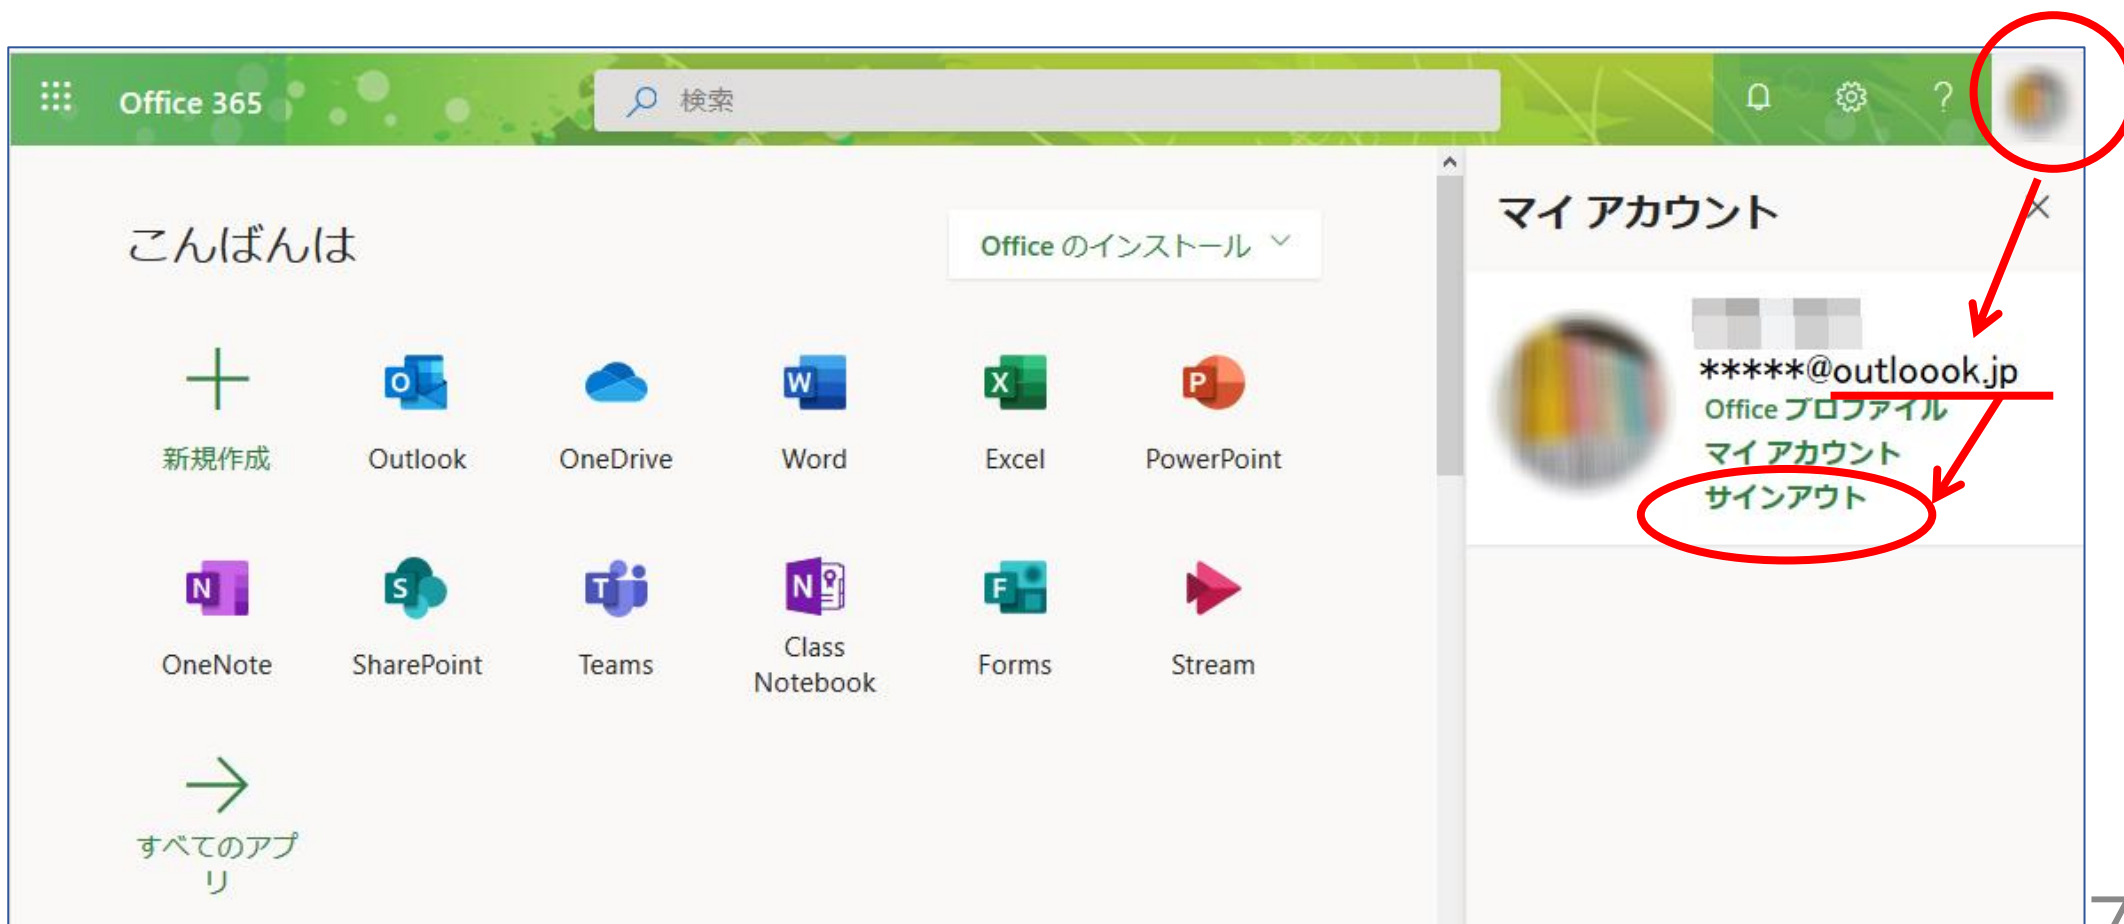 Office 365
検索
?
こんばんは
Office のインストール
新規作成
Outlook
OneDrive
Word
Excel
PowerPoint
OneNote
SharePoint
Teams
Class
Notebook
Forms
Stream
すべてのアプ
リ
マイ アカウント
*****@outloook.jp
Office プロファイル
マイ アカウント
サインアウト